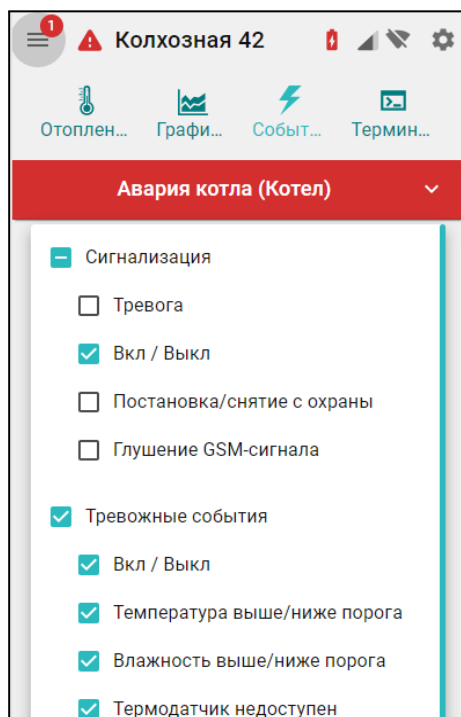 1
Колхозная 42
Отоплен... Графи... Событ... Термин...
Авария котла (Котел)
Сигнализация
Тревога
Вкл / Выкл
Постановка/снятие с охраны
Глушение GSM-сигнала
Тревожные события
Вкл / Выкл
Температура выше/ниже порога
Влажность выше/ниже порога
Термодатчик недоступен